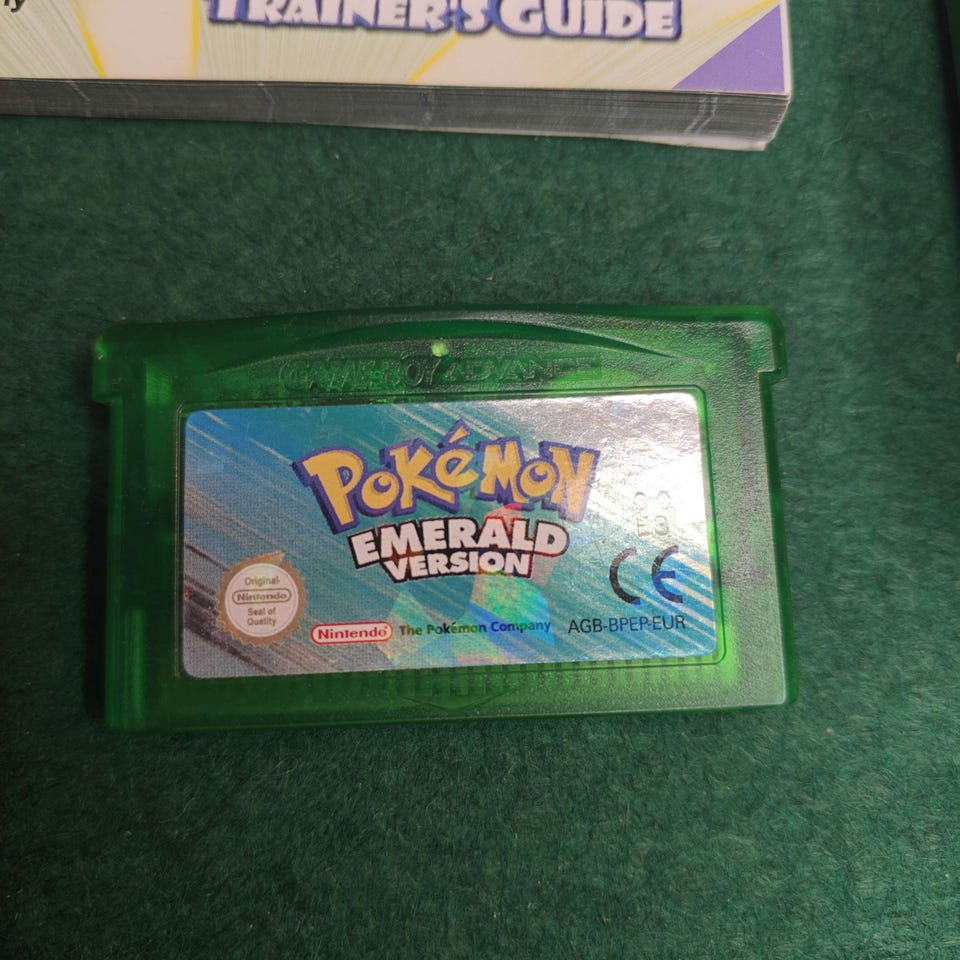 TRAINER'S GUIDE
GAME BOY ADVANCE
POKéMON
EMERALD
VERSION
E3
CE
Original
Nintendo
Seal of
Quality
Nintendo The Pokémon Company AGB-BPEP-EUR